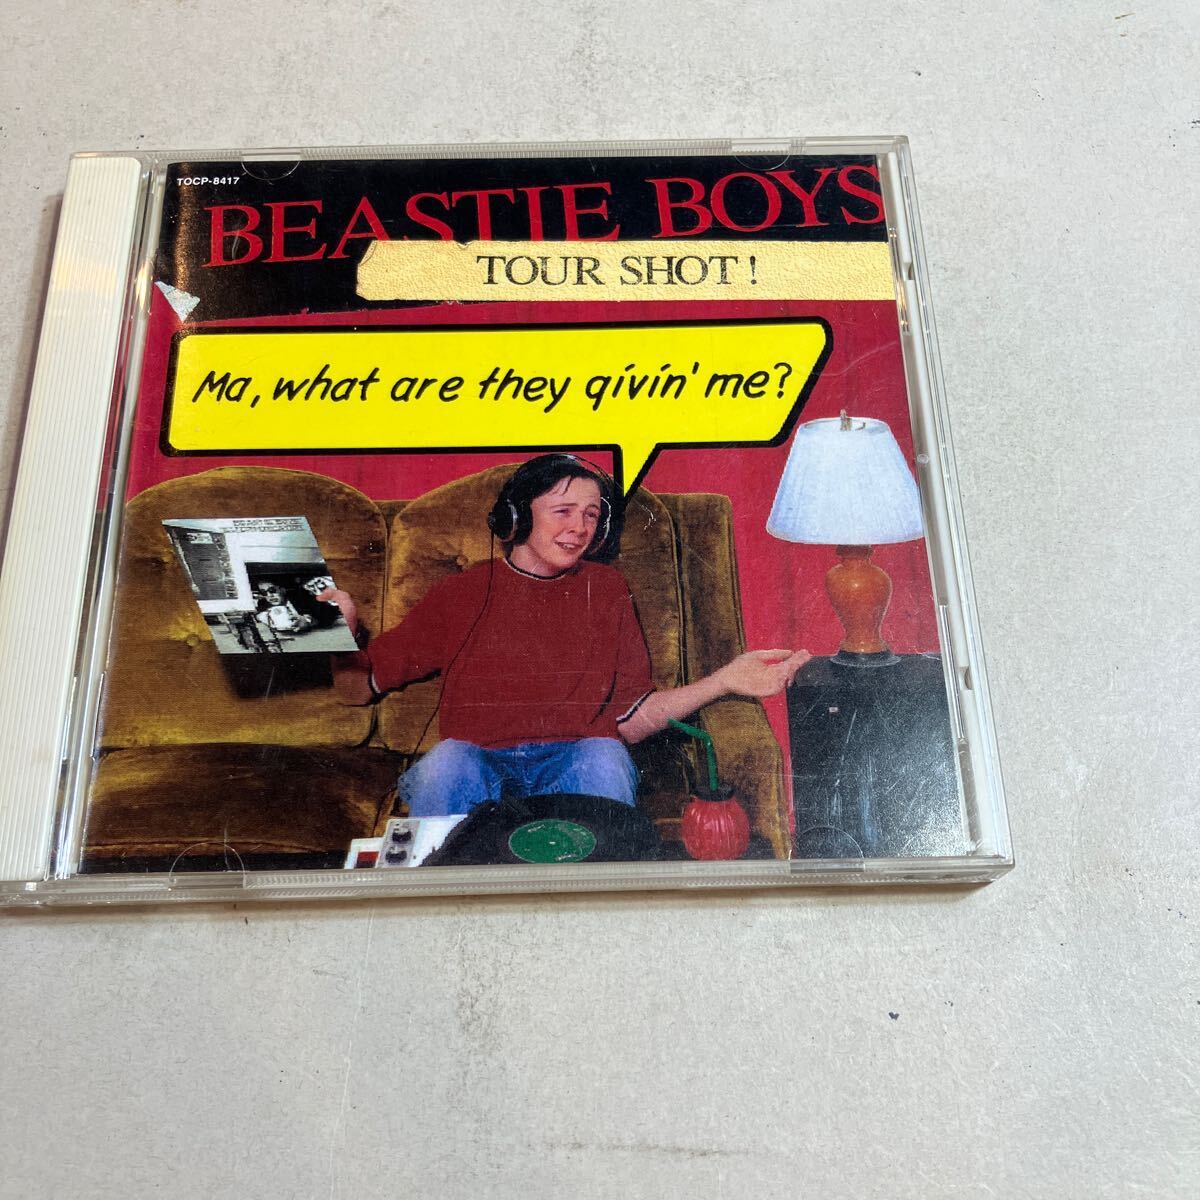 TOCP-8417
BEASTIE BOYS
TOUR SHOT!
Ma, what are they givin' me?